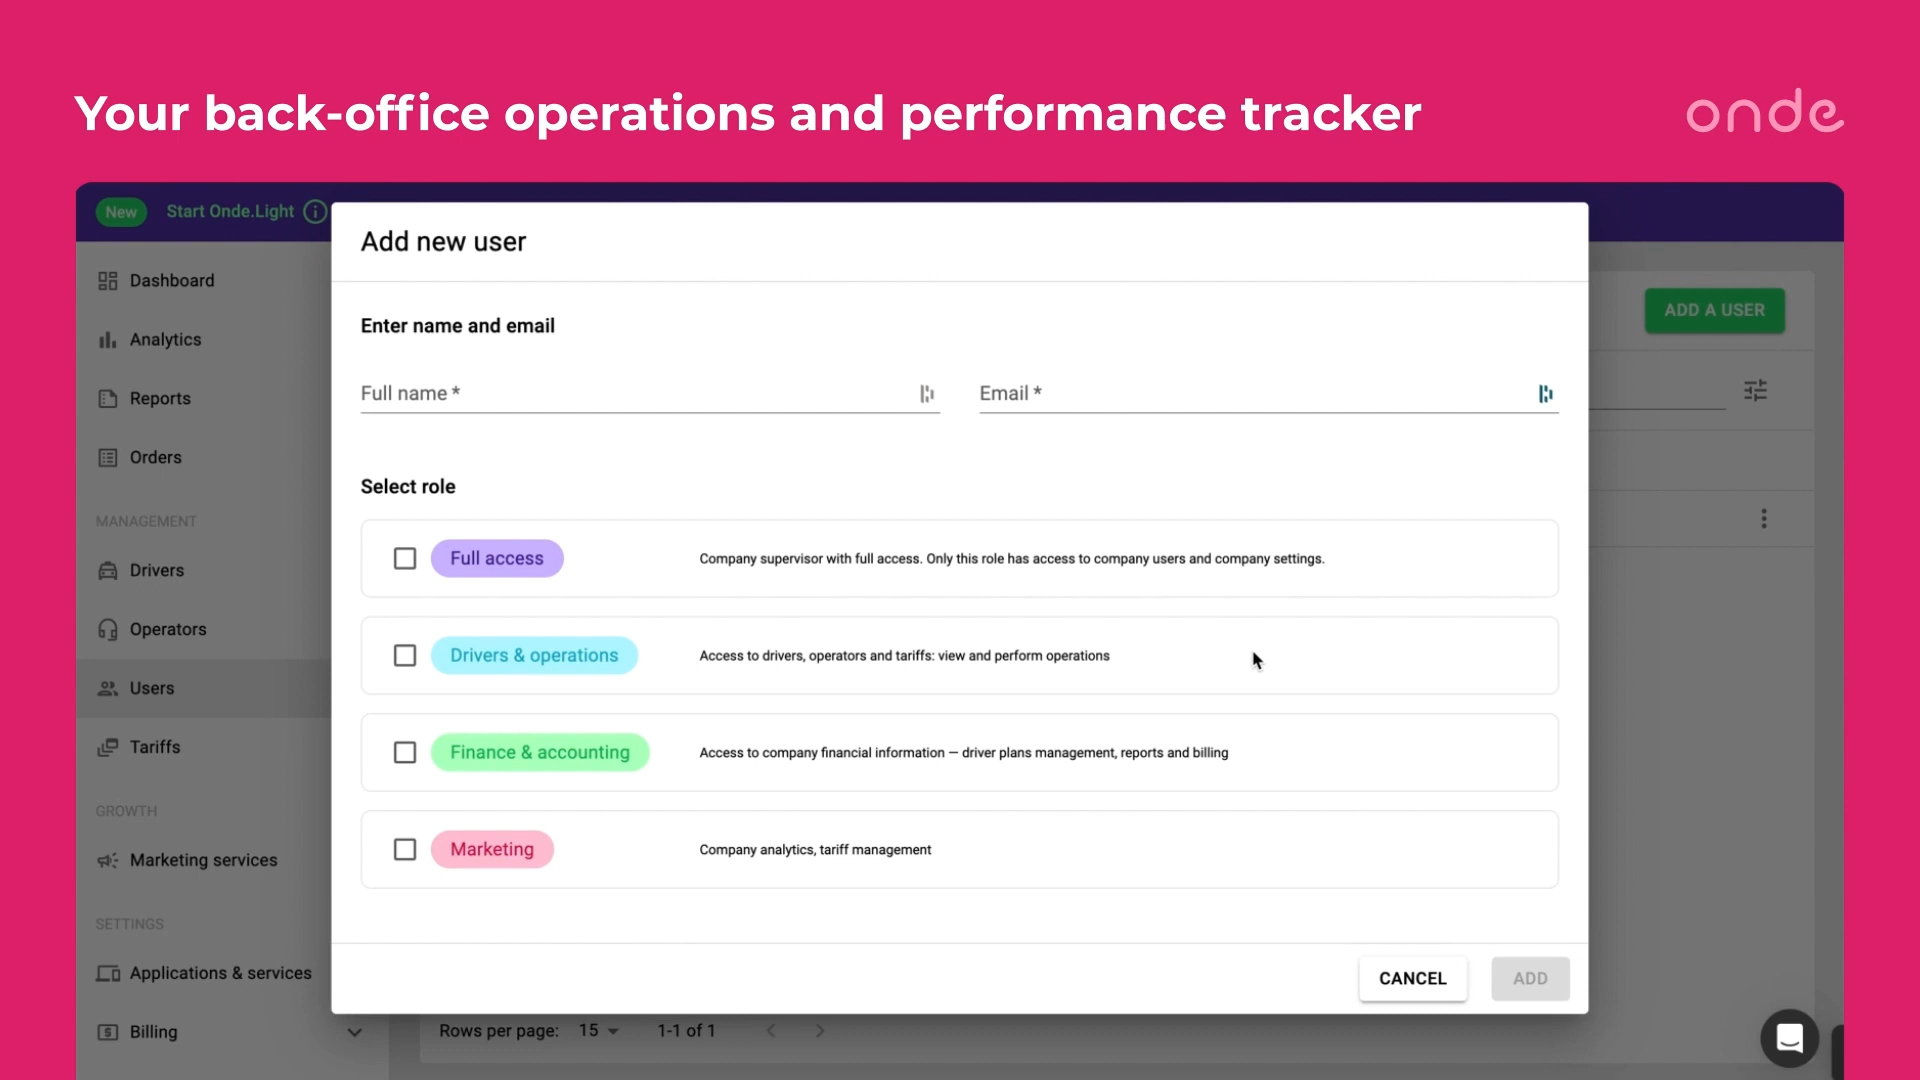 Your back-office operations and performance tracker
onde
New
Start Onde.Light
Dashboard
Analytics
Reports
Orders
MANAGEMENT
Drivers
Operators
Users
Tariffs
GROWTH
Marketing services
SETTINGS
Applications & services
Billing
ADD A USER
Add new user
Enter name and email
Full name *
Email *
Select role
Full access
Company supervisor with full access. Only this role has access to company users and company settings.
Drivers & operations
Access to drivers, operators and tariffs: view and perform operations
Finance & accounting
Access to company financial information — driver plans management, reports and billing
Marketing
Company analytics, tariff management
CANCEL
ADD
Rows per page: 15
1-1 of 1